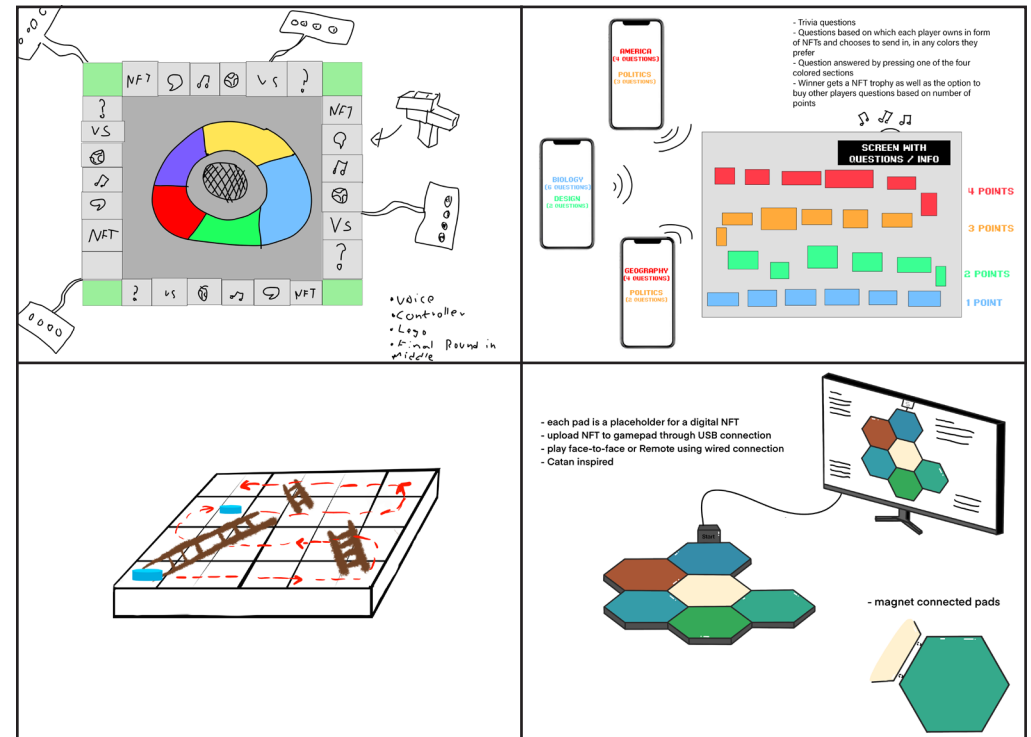 NFT VS ?
?
VS
NFT
NFT
VS
?
? VS NFT
• Voice
• Controller
• Lego
• Final Round in
Middle
AMERICA
(4 QUESTIONS)
POLITICS
(3 QUESTIONS)
BIOLOGY
(6 QUESTIONS)
DESIGN
(2 QUESTIONS)
GEOGRAPHY
(4 QUESTIONS)
POLITICS
(2 QUESTIONS)
- Trivia questions
- Questions based on which each player owns in form
of NFTs and chooses to send in, in any colors they
prefer
- Question answered by pressing one of the four
colored sections
- Winner gets a NFT trophy as well as the option to
buy other players questions based on number of
points
SCREEN WITH
QUESTIONS / INFO
4 POINTS
3 POINTS
2 POINTS
1 POINT
- each pad is a placeholder for a digital NFT
- upload NFT to gamepad through USB connection
- play face-to-face or Remote using wired connection
- Catan inspired
Start
- magnet connected pads